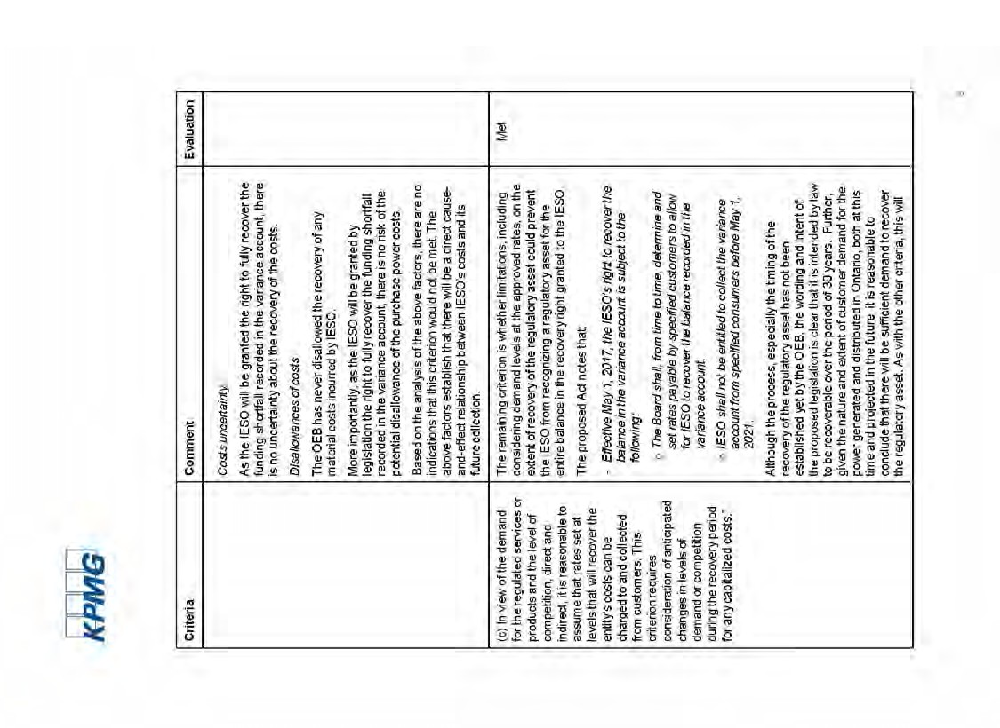 KPMG
Criteria
Comment
Evaluation
Costs uncertainty
As the IESO will be granted the right to fully recover the
funding shortfall recorded in the variance account, there
is no uncertainty about the recovery of the costs.
Disallowances of costs
The OEB has never disallowed the recovery of any
material costs incurred by IESO.
More importantly, as the IESO will be granted by
legislation the right to fully recover the funding shortfall
recorded in the variance account, there is no risk of the
potential disallowance of the purchase power costs.
Based on the analysis of the above factors, there are no
indications that this criterion would not be met. The
above factors establish that there will be a direct cause-
and-effect relationship between IESO's costs and its
future collection.
(c) In view of the demand
for the regulated services or
products and the level of
competition, direct and
indirect, it is reasonable to
assume that rates set at
levels that will recover the
entity's costs can be
charged to and collected
from customers. This
criterion requires
consideration of anticipated
changes in levels of
demand or competition
during the recovery period
for any capitalized costs."
The remaining criterion is whether limitations, including
considering demand levels at the approved rates, on the
extent of recovery of the regulatory asset could prevent
the IESO from recognizing a regulatory asset for the
entire balance in the recovery right granted to the IESO.
The proposed Act notes that:
- Effective May 1, 2017, the IESO's right to recover the
balance in the variance account is subject to the
following:
o The Board shall, from time to time, determine and
set rates payable by specified customers to allow
for IESO to recover the balance recorded in the
variance account.
o IESO shall not be entitled to collect the variance
account from specified consumers before May 1,
2021.
Although the process, especially the timing of the
recovery of the regulatory asset has not been
established yet by the OEB, the wording and intent of
the proposed legislation is clear that it is intended by law
to be recoverable over the period of 30 years. Further,
given the nature and extent of customer demand for the
power generated and distributed in Ontario, both at this
time and projected in the future, it is reasonable to
conclude that there will be sufficient demand to recover
the regulatory asset. As with the other criteria, this will
Met